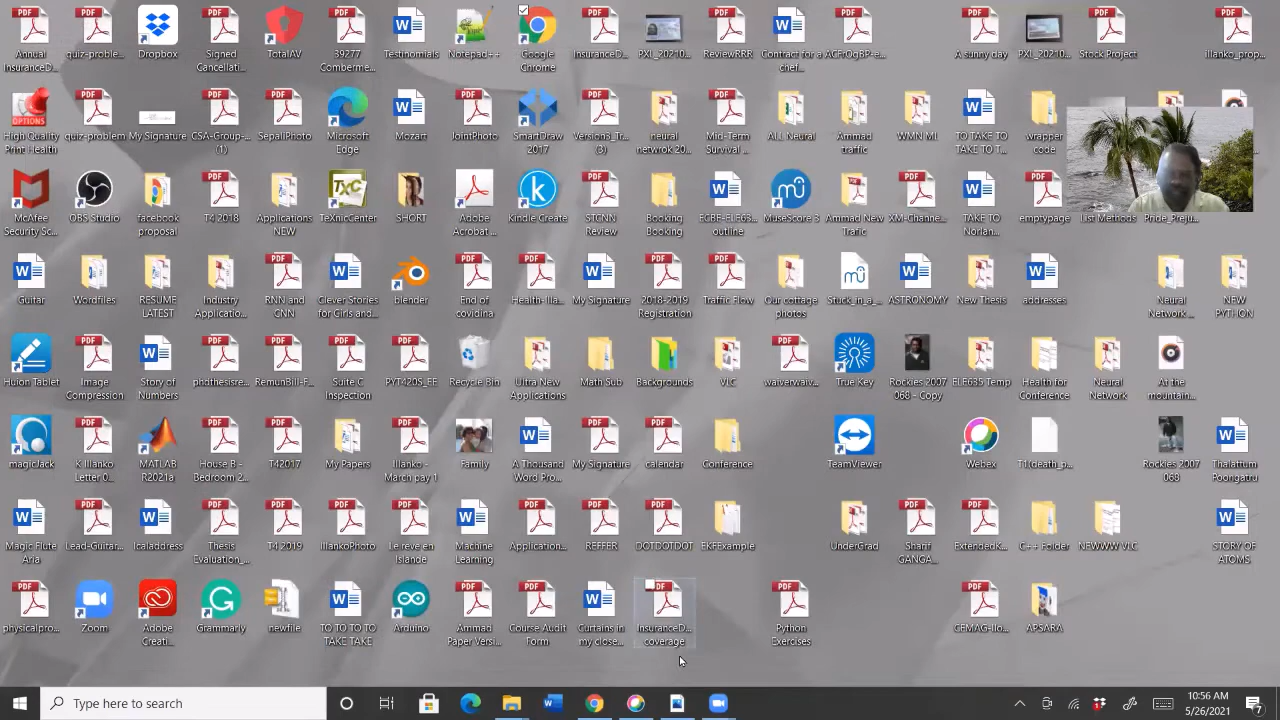 Annual
InsuranceD...
quiz-proble...
Dropbox
Signed
Cancellati...
TotalAV
39277
Comberme...
Testimonials
Notepad++
Google
Chrome
InsuranceD...
PXL_20210...
ReviewRRR
Contract for a
chef...
A sunny day
PXL_20210...
Stock Project
Illanko_prop...
High Quality
Print Health
quiz-problem
My Signature
CSA-Group-...
(1)
SepaliPhoto
Microsoft
Edge
Mozart
JointPhoto
SmartDraw
2017
(3)
neural
netwrok 20...
Mid-Term
Survival ...
ALL Neural
Ammad
traffic
WMN ML
TO TAKE TO
TO TAKE TO T...
wrapper
code
McAfee
Security Sc...
OBS Studio
facebook
proposal
T4 2018
Applications
NEW
TeXnicCenter
SHORT
Adobe
Acrobat ...
Kindle Create
STCNN
Review
Booking
Booking
outline
MuseScore 3
Ammad New
Trafic
XM-Channe...
TAKE TO
Norlan...
emptypage
List Methods
Pride_Preju...
Guitar
Wordfiles
RESUME
LATEST
Industry
Applicatio...
RNN and
CNN
Clever Stories
for Girls and...
blender
End of
covidina
Health-Illa...
My Signature
2018-2019
Registration
Traffic Flow
Our cottage
photos
Stuck_in_a_...
ASTRONOMY
New Thesis
addresses
Neural
Network ...
NEW
PYTHON
Huion Tablet
Image
Compression
Story of
Numbers
phdthesisre...
RemunBill-F...
Suite C
Inspection
PYT420S_EE
Recycle Bin
Ultra New
Applications
Math Sub
Backgrounds
VLC
waiverwaiv...
True Key
Rockies 2007
068 - Copy
ELE635 Temp
Health for
Conference
Neural
Network
At the
mountain...
magicJack
K Illanko
Letter 0...
MATLAB
R2021a
House B -
Bedroom 2...
T42017
My Papers
Illanko -
March pay 1
Family
A Thousand
Word Pro...
My Signature
calendar
Conference
TeamViewer
Webex
T1(death_p...
Rockies 2007
068
Thalattum
Poongatru
Magic Flute
Aria
Lead-Guitar...
Icaladdress
Thesis
Evaluation_...
T4 2019
IllankoPhoto
Le rêve en
Islande
Machine
Learning
Application...
REFFER
DOTDOTDOT
EKFExample
UnderGrad
Sharif
GANGA...
ExtendedK...
C++ Folder
NEWWW VLC
STORY OF
ATOMS
physicalpro...
Zoom
Adobe
Creati...
Grammarly
newfile
TO TO TO TO
TAKE TAKE
Arduino
Ammad
Paper Versi...
Course Audit
Form
Curtains in
my close...
InsuranceD...
coverage
Python
Exercises
CEMAG-Ilo...
APSARA
Type here to search
10:56 AM
5/26/2021
7